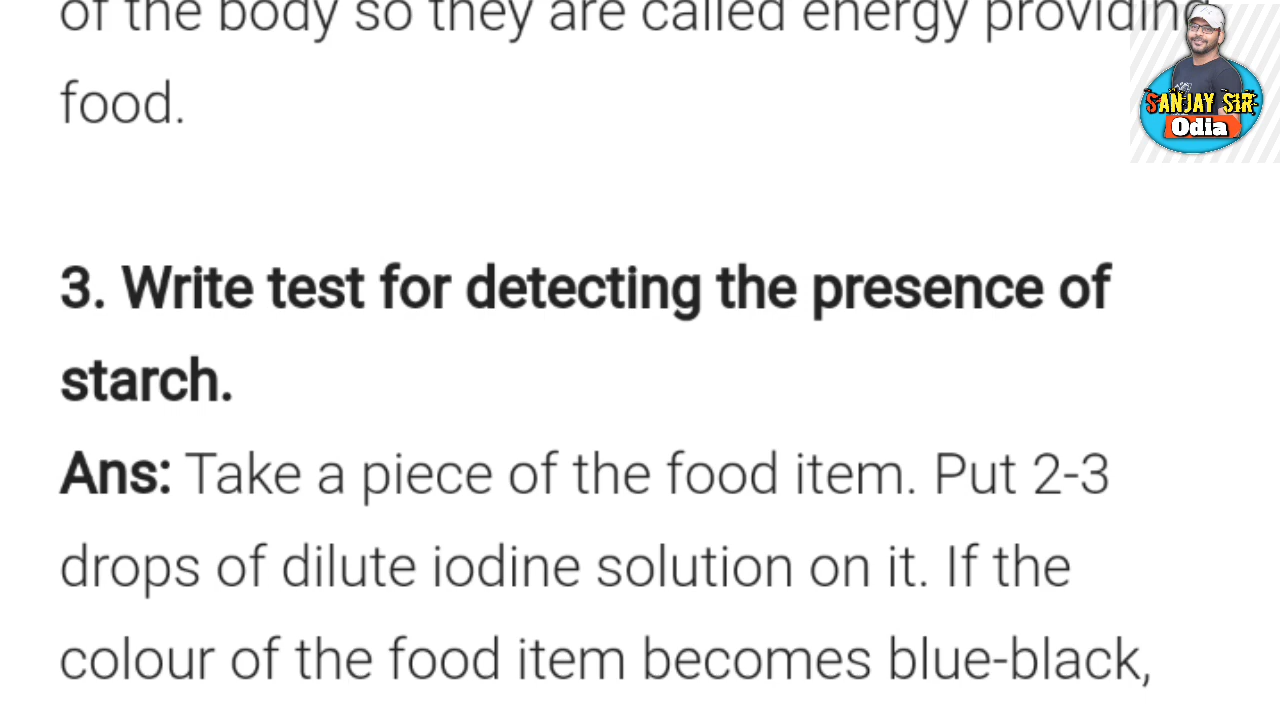 of the body so they are called energy providing
food.
SANJAY SIR
Odia
3. Write test for detecting the presence of
starch.
Ans: Take a piece of the food item. Put 2-3
drops of dilute iodine solution on it. If the
colour of the food item becomes blue-black,